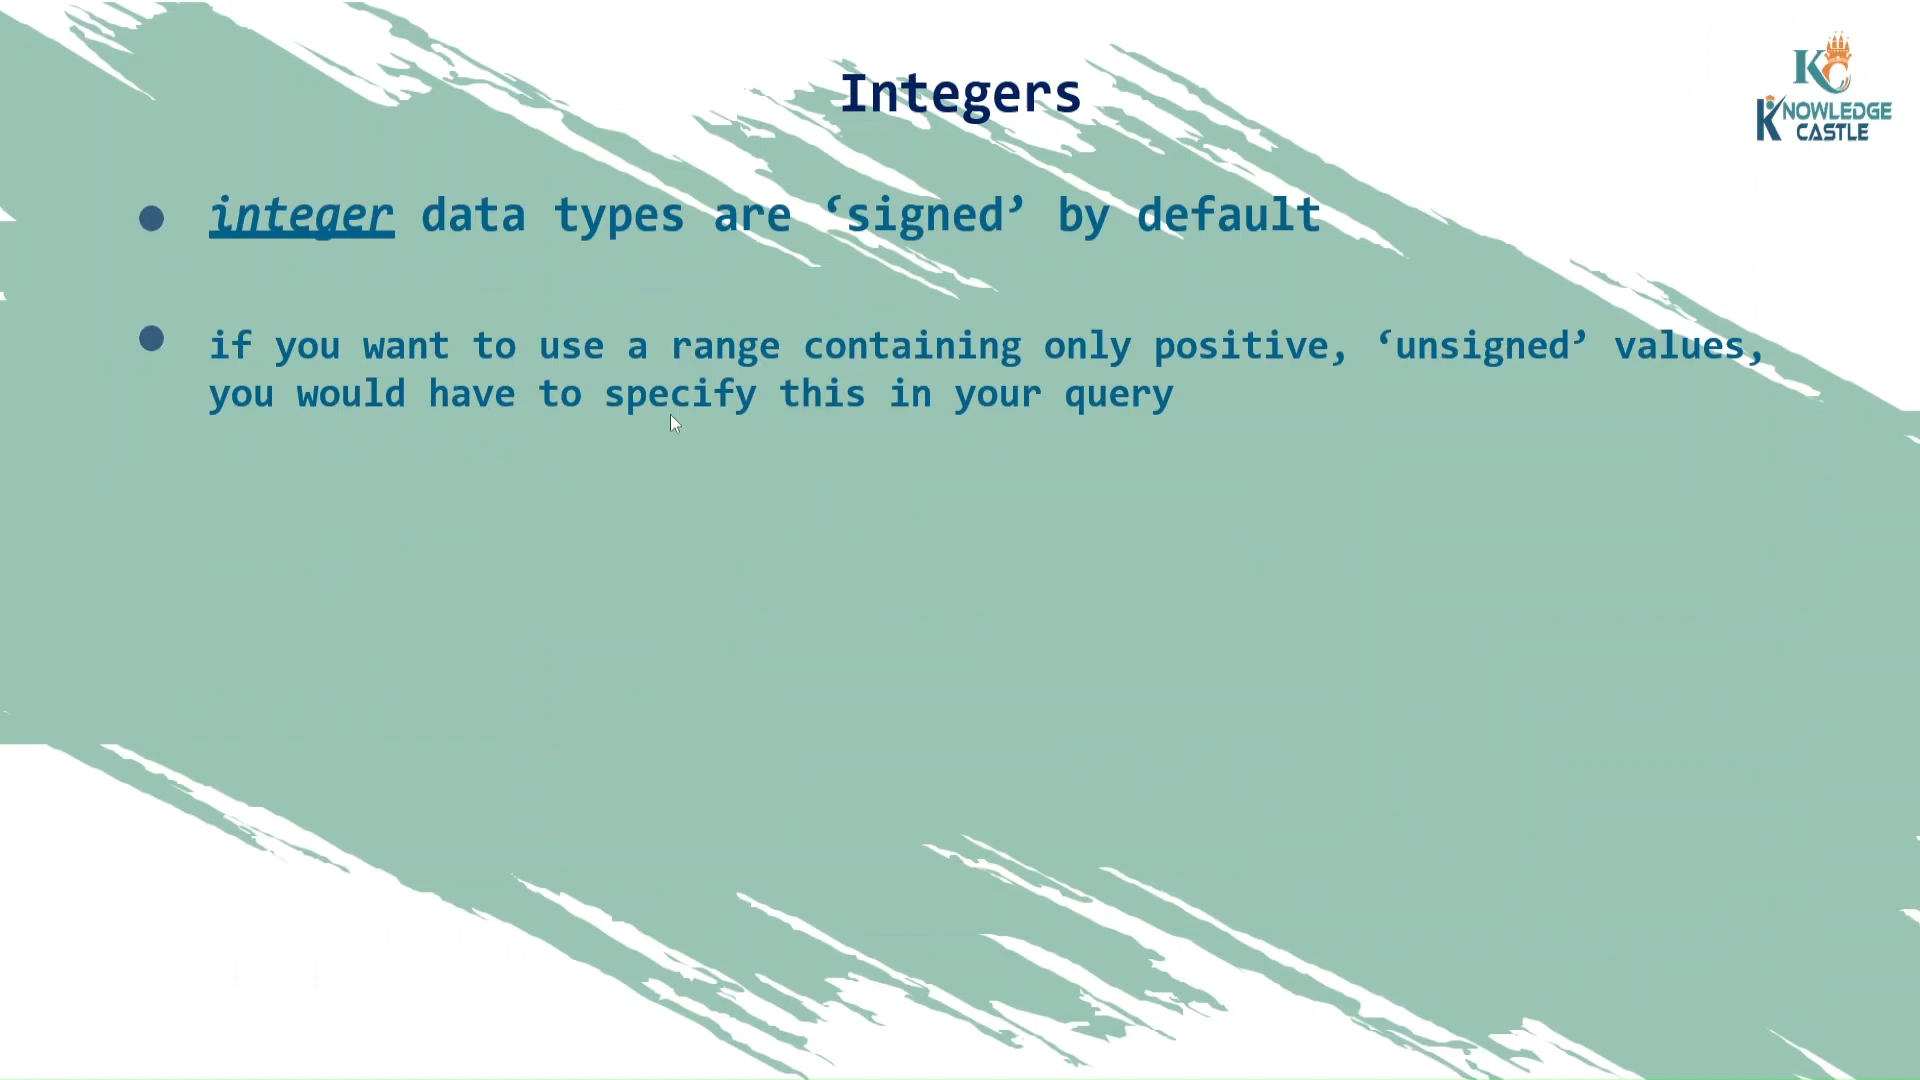 Integers
KC
KNOWLEDGE
CASTLE
integer data types are ‘signed’ by default
if you want to use a range containing only positive, ‘unsigned’ values,
you would have to specify this in your query